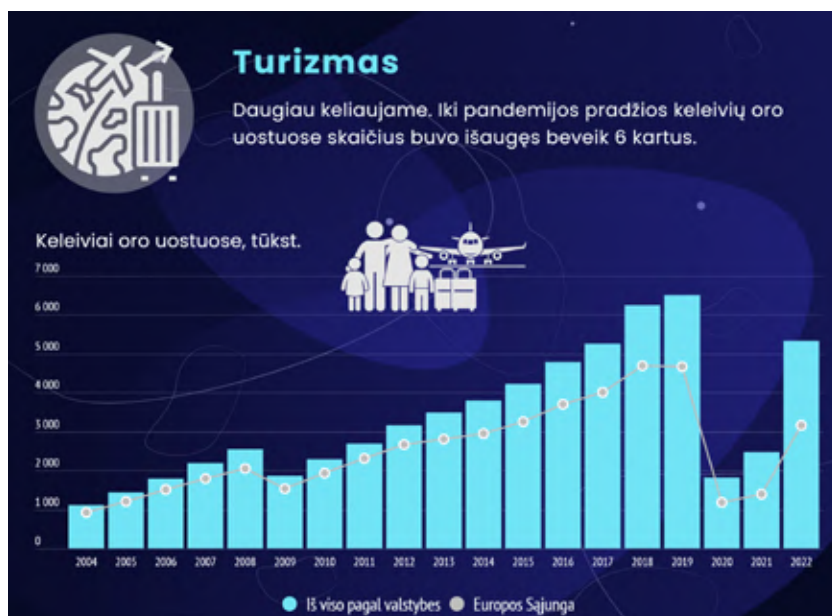 Turizmas
Daugiau keliaujame. Iki pandemijos pradžios keleivių oro
uostuose skaičius buvo išaugęs beveik 6 kartus.
Keleiviai oro uostuose, tūkst.
7 000
6 000
5 000
4 000
3 000
2 000
1 000
0
2004 2005 2006 2007 2008 2009 2010 2011 2012 2013 2014 2015 2016 2017 2018 2019 2020 2021 2022
Iš viso pagal valstybes Europos Sąjunga